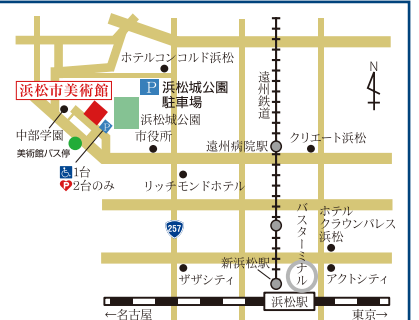 ホテルコンコルド浜松
N
浜松市美術館
P 浜松城公園
駐車場
遠州鉄道
浜松城公園
P
中部学園
市役所
遠州病院駅
クリエート浜松
美術館バス停
1台
2台のみ
リッチモンドホテル
257
バスターミナル
ホテル
クラウンパレス
浜松
新浜松駅
ザザシティ
アクトシティ
浜松駅
←名古屋
東京→